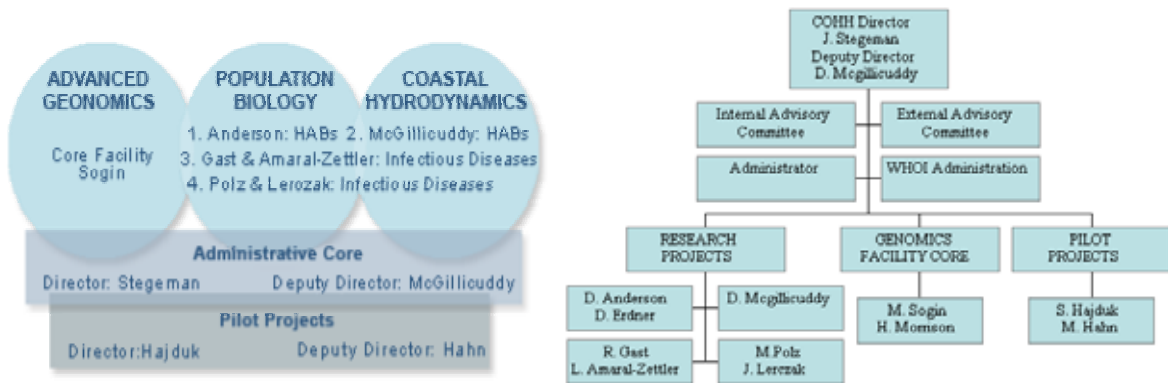 ADVANCED
GEONOMICS
Core Facility
Sogin
POPULATION
BIOLOGY
COASTAL
HYDRODYNAMICS
1. Anderson: HABs 2. McGillicuddy: HABs
3. Gast & Amaral-Zettler: Infectious Diseases
4. Polz & Lerozak: Infectious Diseases
Administrative Core
Director: Stegeman Deputy Director: McGillicuddy
Pilot Projects
Director:Hajduk Deputy Director: Hahn
COHH Director
J. Stegeman
Deputy Director
D. Mcgillicuddy
Internal Advisory
Committee
External Advisory
Committee
Administrator
WHOI Administration
RESEARCH
PROJECTS
GENOMICS
FACILITY CORE
PILOT
PROJECTS
D. Anderson
D. Erdner
D. Mcgillicuddy
R. Gast
L. Amaral-Zettler
M.Polz
J. Lerczak
M. Sogin
H. Morrison
S. Hajduk
M. Hahn